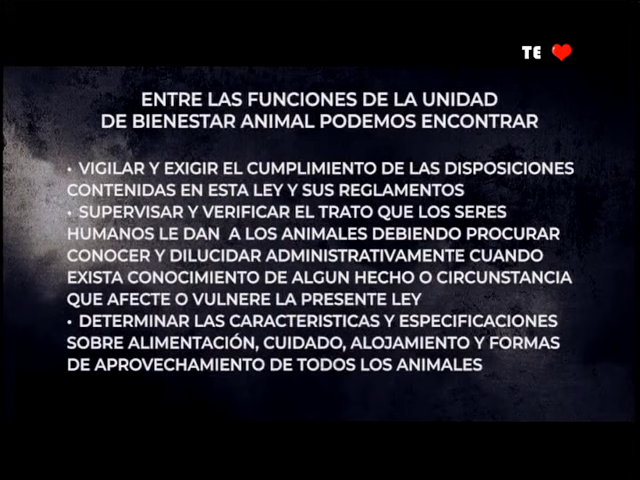 TE ❤
ENTRE LAS FUNCIONES DE LA UNIDAD
DE BIENESTAR ANIMAL PODEMOS ENCONTRAR
• VIGILAR Y EXIGIR EL CUMPLIMIENTO DE LAS DISPOSICIONES
CONTENIDAS EN ESTA LEY Y SUS REGLAMENTOS
• SUPERVISAR Y VERIFICAR EL TRATO QUE LOS SERES
HUMANOS LE DAN A LOS ANIMALES DEBIENDO PROCURAR
CONOCER Y DILUCIDAR ADMINISTRATIVAMENTE CUANDO
EXISTA CONOCIMIENTO DE ALGUN HECHO O CIRCUNSTANCIA
QUE AFECTE O VULNERE LA PRESENTE LEY
• DETERMINAR LAS CARACTERISTICAS Y ESPECIFICACIONES
SOBRE ALIMENTACIÓN, CUIDADO, ALOJAMIENTO Y FORMAS
DE APROVECHAMIENTO DE TODOS LOS ANIMALES